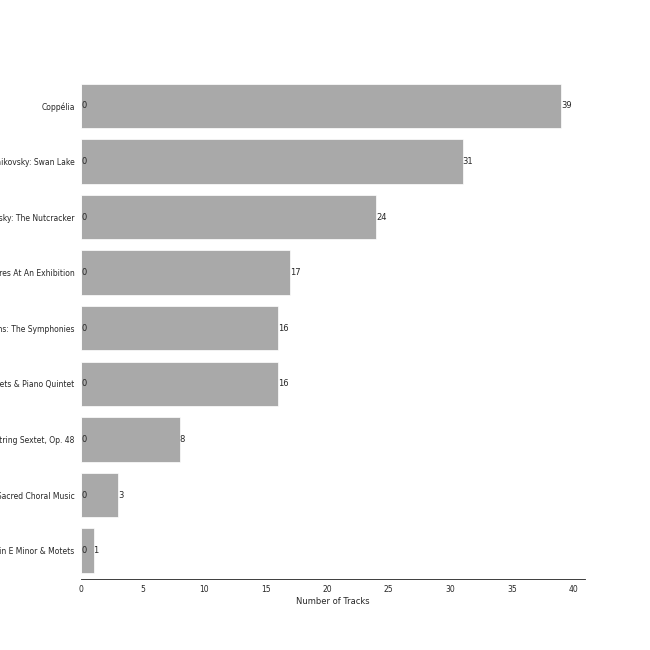 Coppélia 0 39
ikovsky: Swan Lake 0 31
sky: The Nutcracker 0 24
res At An Exhibition 0 17
ns: The Symphonies 0 16
ets & Piano Quintet 0 16
tring Sextet, Op. 48 0 8
Sacred Choral Music 0 3
in E Minor & Motets 0 1
0 5 10 15 20 25 30 35 40
Number of Tracks